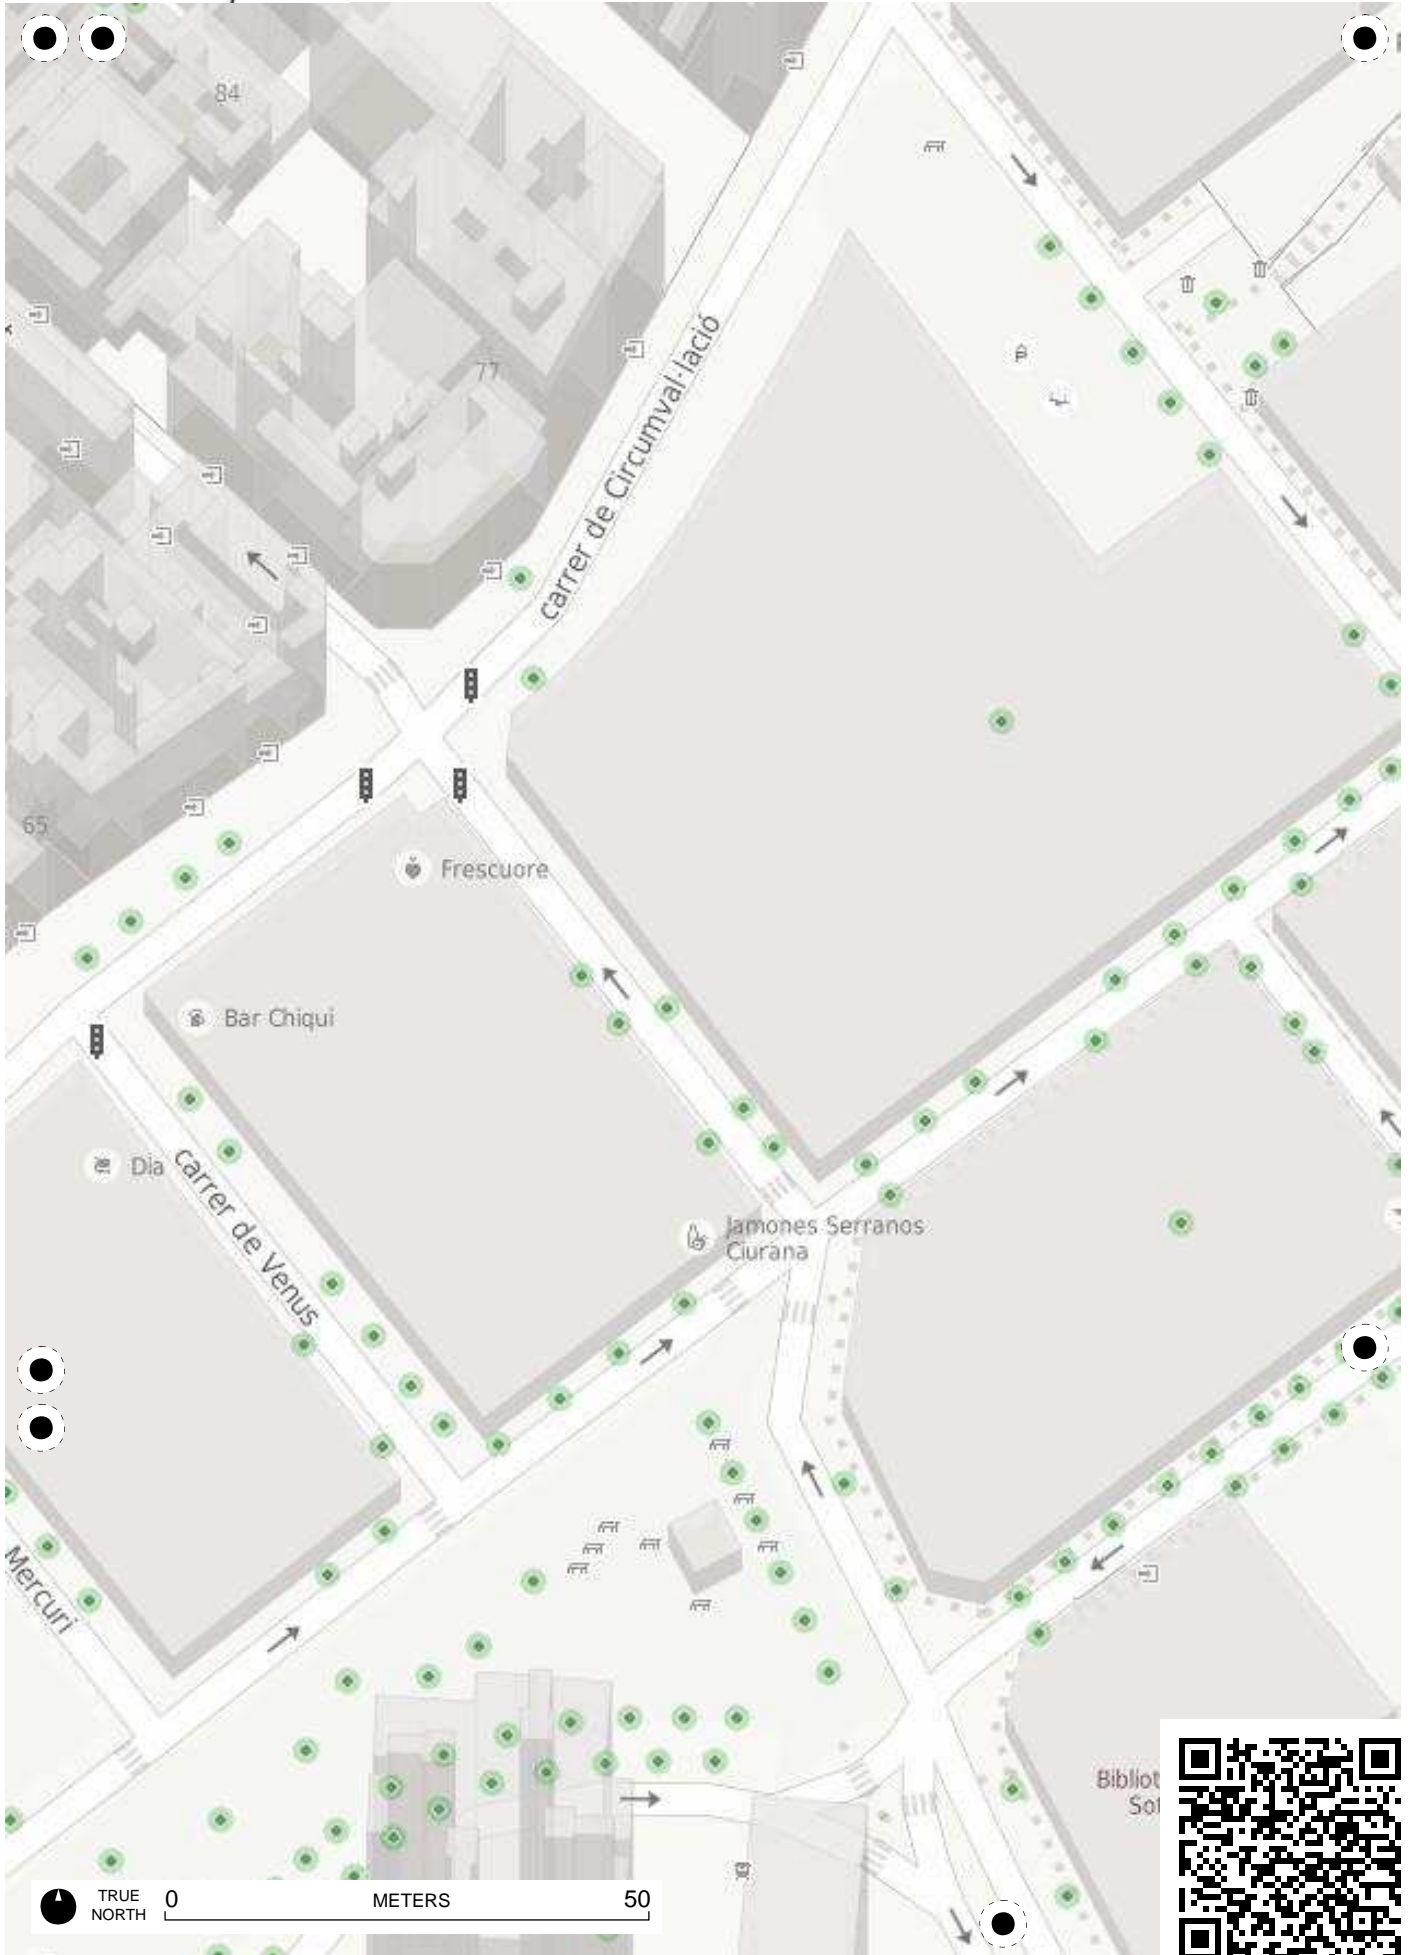 84
77
carrer de Circumval·lació
65
Frescuore
Bar Chiqui
Dia
carrer de Venus
Jamones Serranos
Ciurana
Mercuri
Bibliot
Sof
TRUE
NORTH
0
METERS
50